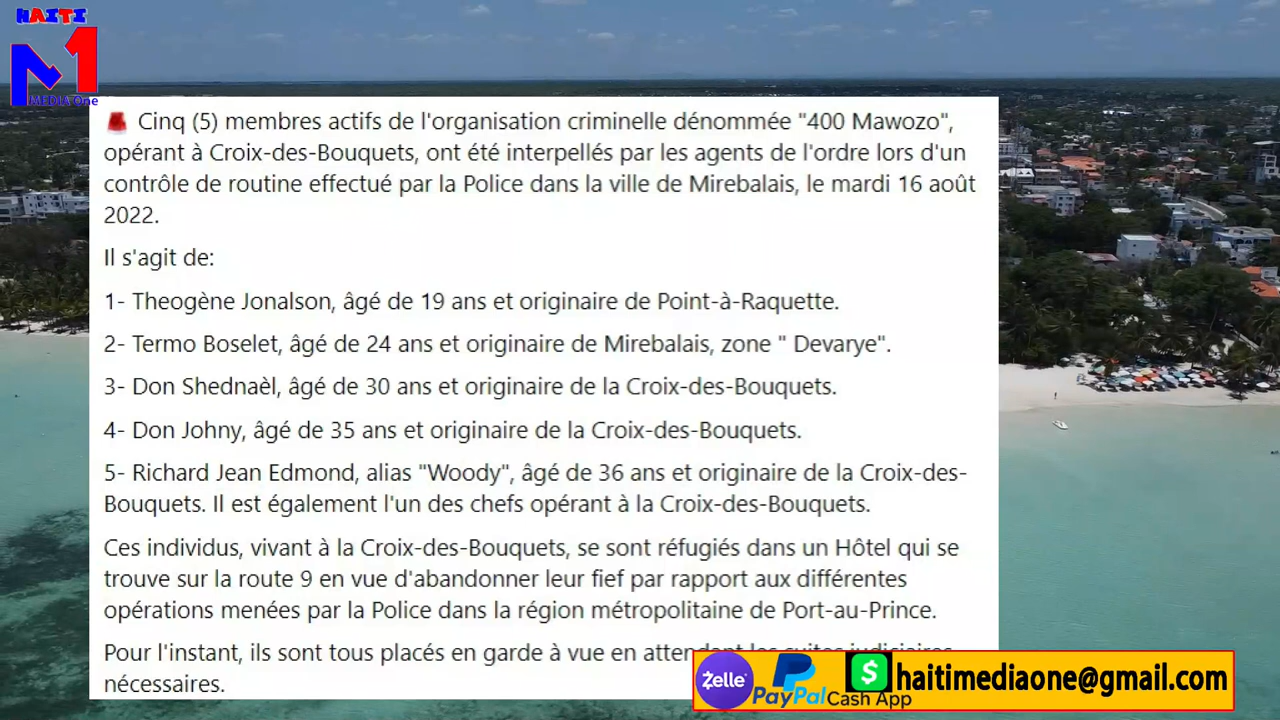 HAITI
M1
MEDIA One
Cinq (5) membres actifs de l'organisation criminelle dénommée "400 Mawozo",
opérant à Croix-des-Bouquets, ont été interpellés par les agents de l'ordre lors d'un
contrôle de routine effectué par la Police dans la ville de Mirebalais, le mardi 16 août
2022.
Il s'agit de:
1- Theogène Jonalson, âgé de 19 ans et originaire de Point-à-Raquette.
2- Termo Boselet, âgé de 24 ans et originaire de Mirebalais, zone " Devarye".
3- Don Shednaèl, âgé de 30 ans et originaire de la Croix-des-Bouquets.
4- Don Johny, âgé de 35 ans et originaire de la Croix-des-Bouquets.
5- Richard Jean Edmond, alias "Woody", âgé de 36 ans et originaire de la Croix-des-
Bouquets. Il est également l'un des chefs opérant à la Croix-des-Bouquets.
Ces individus, vivant à la Croix-des-Bouquets, se sont réfugiés dans un Hôtel qui se
trouve sur la route 9 en vue d'abandonner leur fief par rapport aux différentes
opérations menées par la Police dans la région métropolitaine de Port-au-Prince.
Pour l'instant, ils sont tous placés en garde à vue en attendant les suites judiciaires
nécessaires.
Zelle PayPal $ Cash App haitimediaone@gmail.com